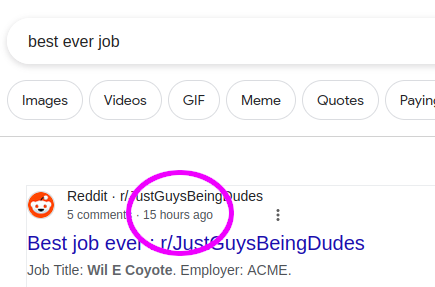 best ever job
Images Videos GIF Meme Quotes Paying
Reddit · r/JustGuysBeingDudes
5 comments · 15 hours ago
Best job ever : r/JustGuysBeingDudes
Job Title: Wil E Coyote. Employer: ACME.